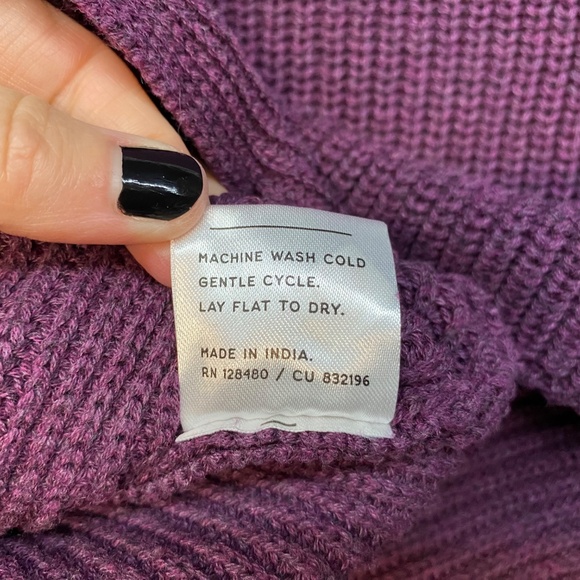 MACHINE WASH COLD
GENTLE CYCLE.
LAY FLAT TO DRY.
MADE IN INDIA.
RN 128480 / CU 832196